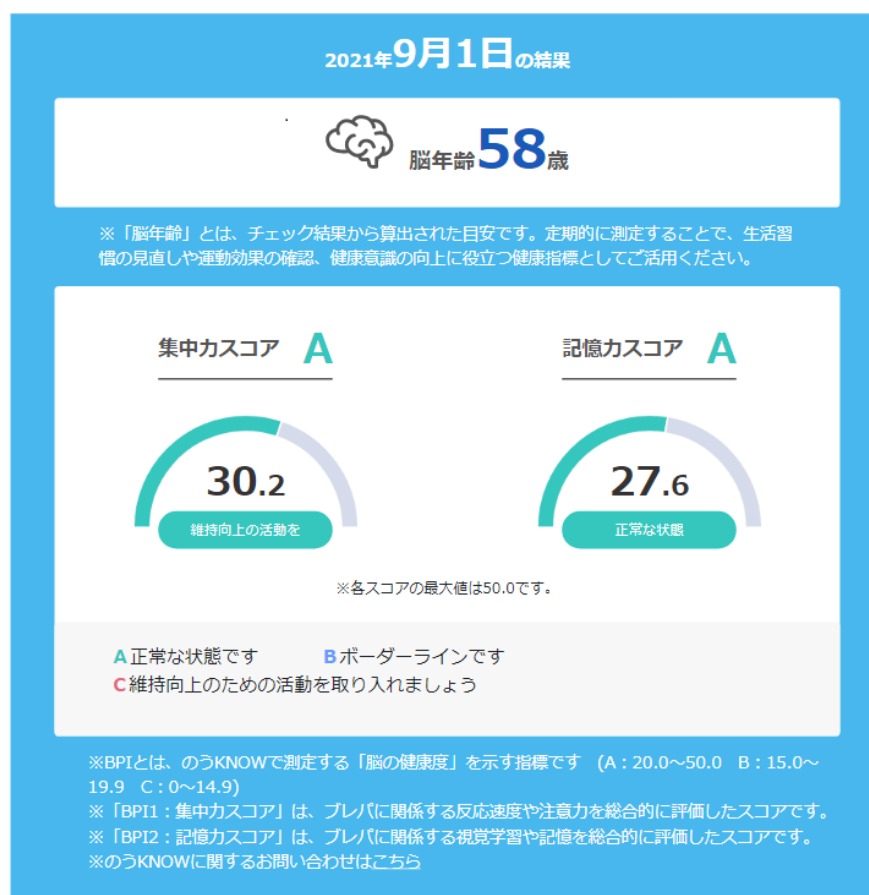 2021年9月1日の結果
脳年齢58歳
※「脳年齢」とは、チェック結果から算出された目安です。定期的に測定することで、生活習
慣の見直しや運動効果の確認、健康意識の向上に役立つ健康指標としてご活用ください。
集中力スコア A
記憶力スコア A
30.2
27.6
維持向上の活動を
正常な状態
※各スコアの最大値は50.0です。
A正常な状態です Bボーダーラインです
C維持向上のための活動を取り入れましょう
※BPIとは、のうKNOWで測定する「脳の健康度」を示す指標です (A:20.0～50.0 B:15.0～
19.9 C:0～14.9)
※「BPI1:集中力スコア」は、ブレパに関係する反応速度や注意力を総合的に評価したスコアです。
※「BPI2:記憶力スコア」は、ブレパに関係する視覚学習や記憶を総合的に評価したスコアです。
※のうKNOWに関するお問い合わせはこちら